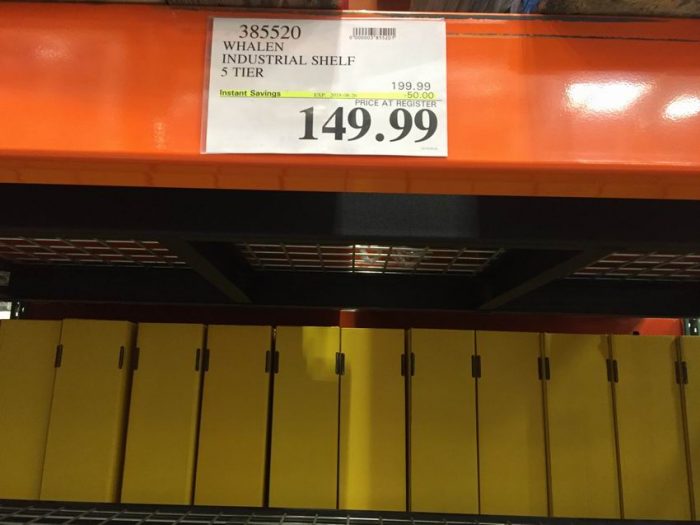 385520
WHALEN
INDUSTRIAL SHELF
5 TIER
199.99
Instant Savings -50.00
PRICE AT REGISTER
149.99